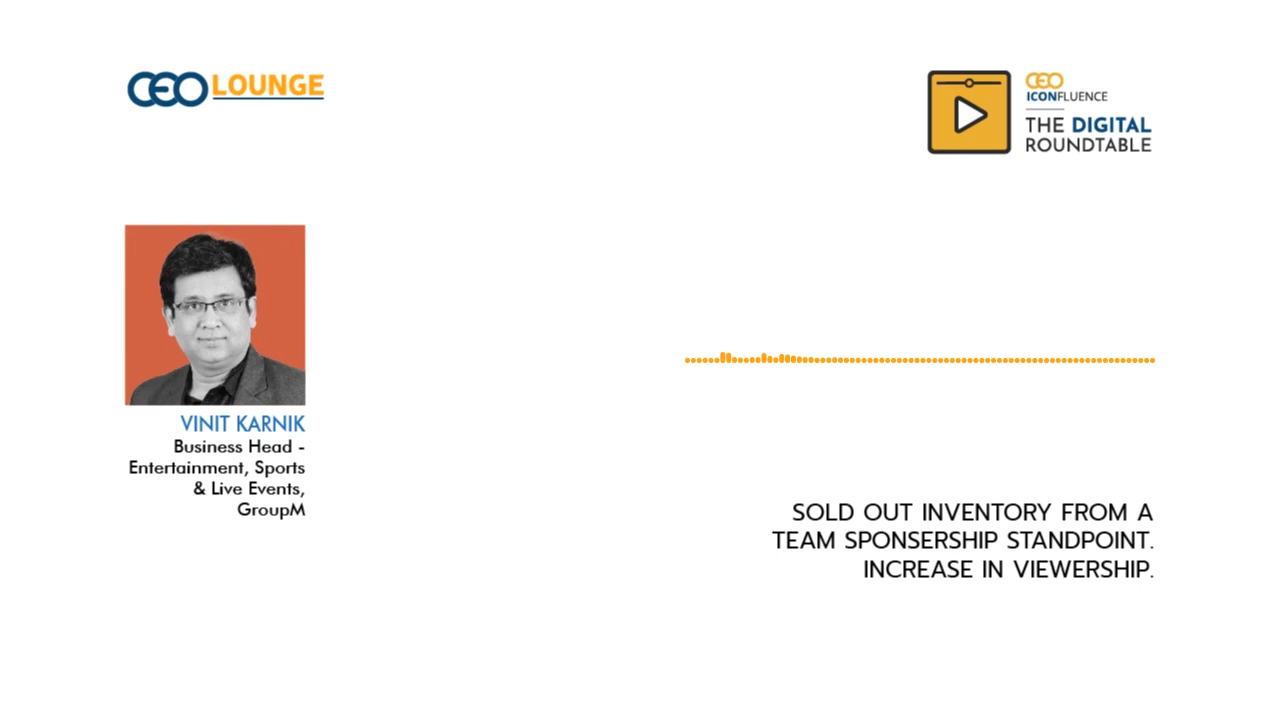 CEO LOUNGE
CEO
ICONFLUENCE
THE DIGITAL
ROUNDTABLE
VINIT KARNIK
Business Head -
Entertainment, Sports
& Live Events,
GroupM
SOLD OUT INVENTORY FROM A
TEAM SPONSERSHIP STANDPOINT.
INCREASE IN VIEWERSHIP.